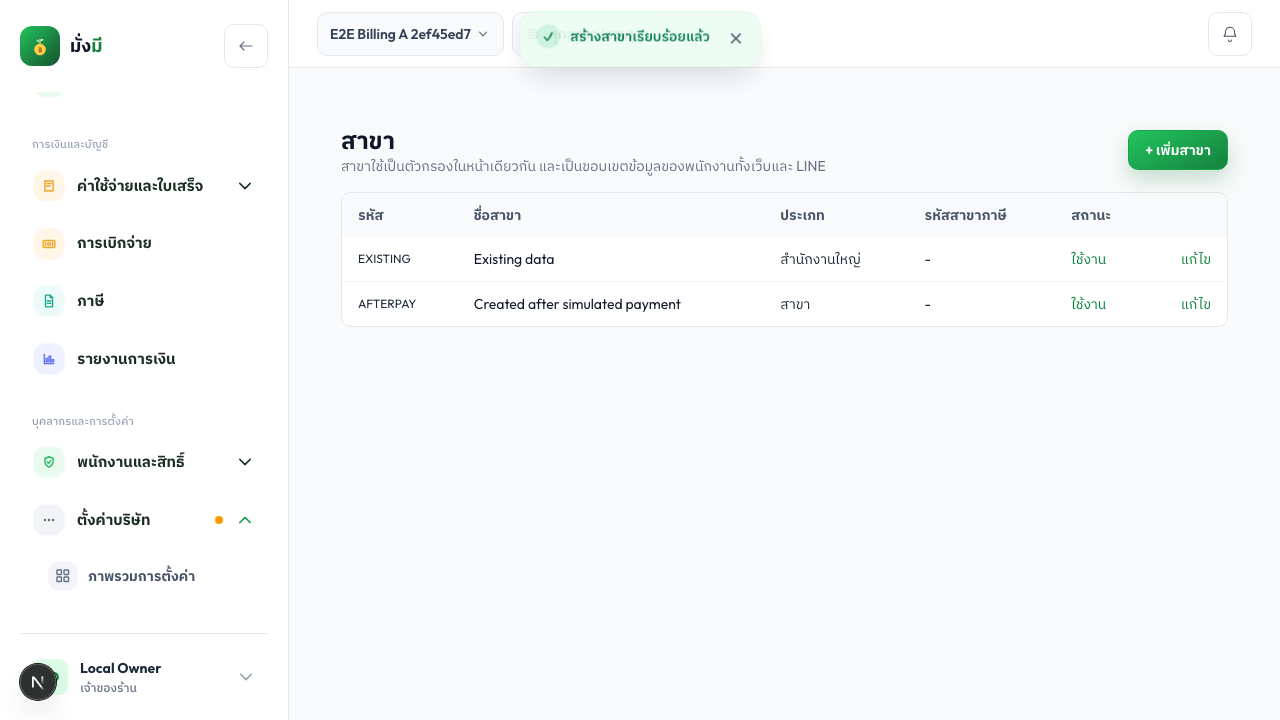 มั่งมี
E2E Billing A 2ef45ed7
สร้างสาขาเรียบร้อยแล้ว
การเงินและบัญชี
ค่าใช้จ่ายและใบเสร็จ
การเบิกจ่าย
ภาษี
รายงานการเงิน
บุคลากรและการตั้งค่า
พนักงานและสิทธิ์
ตั้งค่าบริษัท
ภาพรวมการตั้งค่า
N
Local Owner
เจ้าของร้าน
สาขา
สาขาใช้เป็นตัวกรองในหน้าเดียวกัน และเป็นขอบเขตข้อมูลของพนักงานทั้งเว็บและ LINE
+ เพิ่มสาขา
รหัส ชื่อสาขา ประเภท รหัสสาขาภาษี สถานะ
EXISTING Existing data สำนักงานใหญ่ - ใช้งาน แก้ไข
AFTERPAY Created after simulated payment สาขา - ใช้งาน แก้ไข